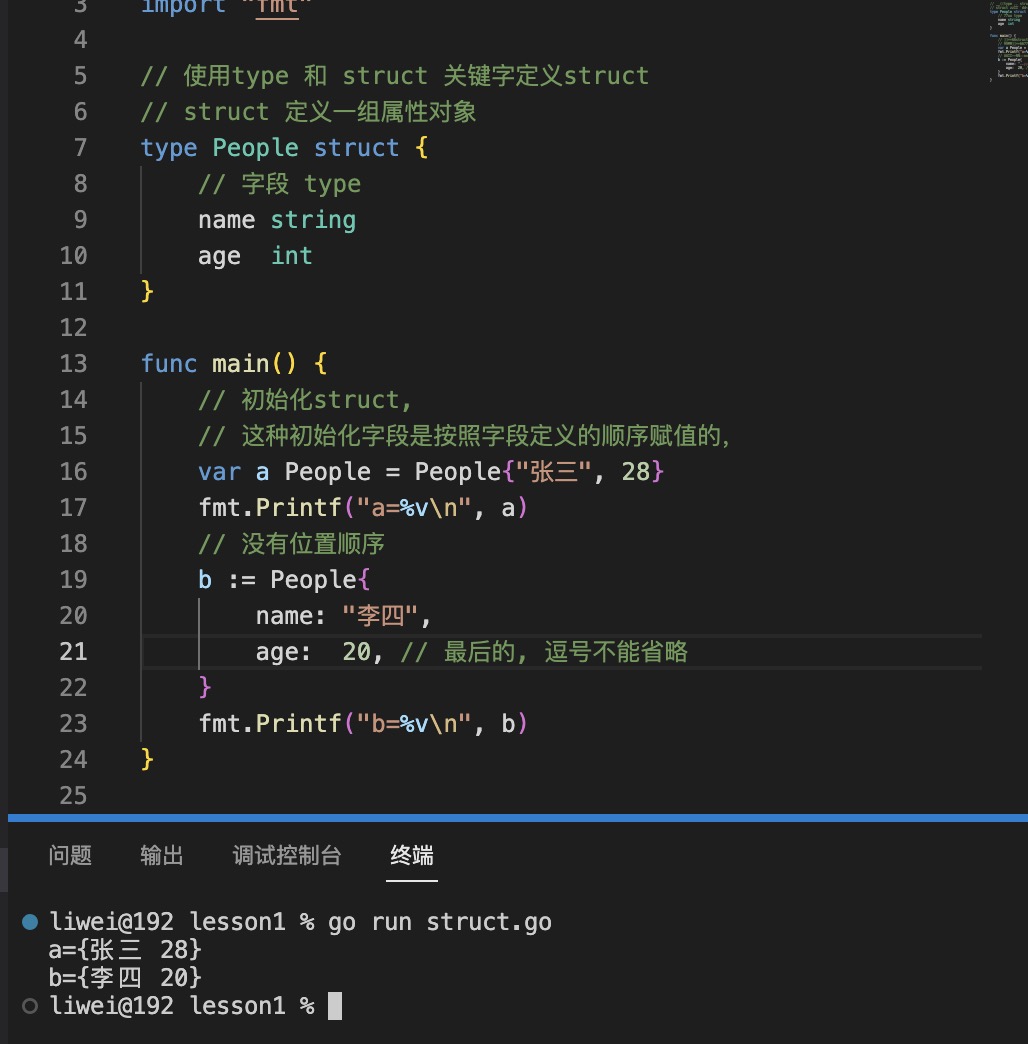 3 import "fmt"
4
5 // 使用type 和 struct 关键字定义struct
6 // struct 定义一组属性对象
7 type People struct {
8     // 字段 type
9     name string
10     age  int
11 }
12
13 func main() {
14     // 初始化struct,
15     // 这种初始化字段是按照字段定义的顺序赋值的,
16     var a People = People{"张三", 28}
17     fmt.Printf("a=%v\n", a)
18     // 没有位置顺序
19     b := People{
20         name: "李四",
21         age:  20, // 最后的, 逗号不能省略
22     }
23     fmt.Printf("b=%v\n", b)
24 }
25
问题 输出 调试控制台 终端
liwei@192 lesson1 % go run struct.go
a={张三 28}
b={李四 20}
liwei@192 lesson1 %